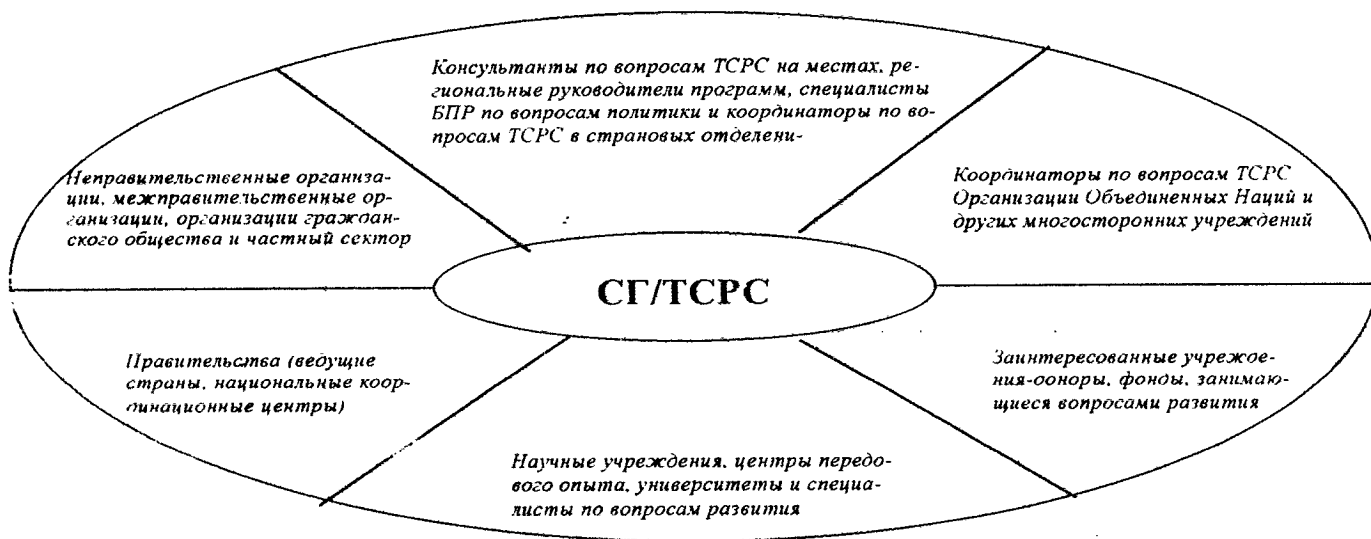 Консультанты по вопросам ТСРС на местах, ре-
гиональные руководители программ, специалисты
БПР по вопросам политики и координаторы по во-
просам ТСРС в страновых отделени-
Неправительственные организа-
ции, межправительственные ор-
ганизации, организации граждан-
ского общества и частный сектор
Координаторы по вопросам ТСРС
Организации Объединенных Наций и
других многосторонних учреждений
СГ/ТСРС
Правительства (ведущие
страны, национальные коор-
динационные центры)
Заинтересованные учрежде-
ния-доноры, фонды, занимаю-
щиеся вопросами развития
Научные учреждения, центры передо-
вого опыта, университеты и специа-
листы по вопросам развития